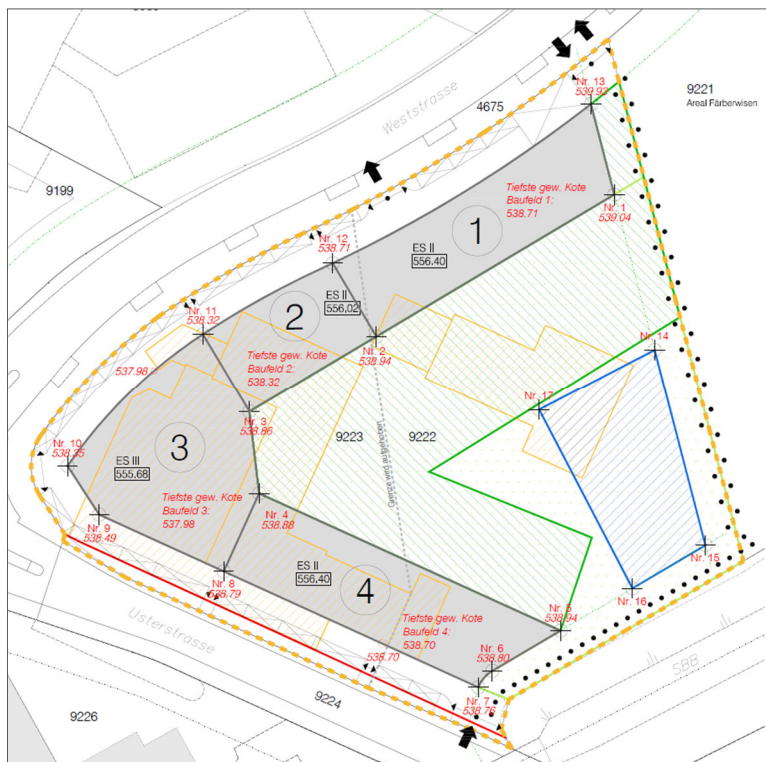 9221
Areal Färberwisen
Nr. 13
539.93
4675
Weststrasse
9199
Tiefste gew. Kote
Baufeld 1:
538.71
Nr. 1
539.04
1
ES II
556.40
Nr. 12
538.71
ES II
556.02
2
Nr. 11
538.32
Nr. 2
538.94
Tiefste gew. Kote
Baufeld 2:
538.32
537.98
Nr. 14
Nr. 17
Nr. 3
538.86
9223
9222
Grenze wird aufgehoben
3
Nr. 10
538.35
ES III
555.68
Tiefste gew. Kote
Baufeld 3:
537.98
Nr. 4
538.88
Nr. 9
538.49
Nr. 8
538.79
ES II
556.40
4
Tiefste gew. Kote
Baufeld 4:
538.70
Nr. 15
Nr. 16
Nr. 5
538.94
Nr. 6
538.80
Nr. 7
538.76
538.70
Usterstrasse
SBB
9224
9226